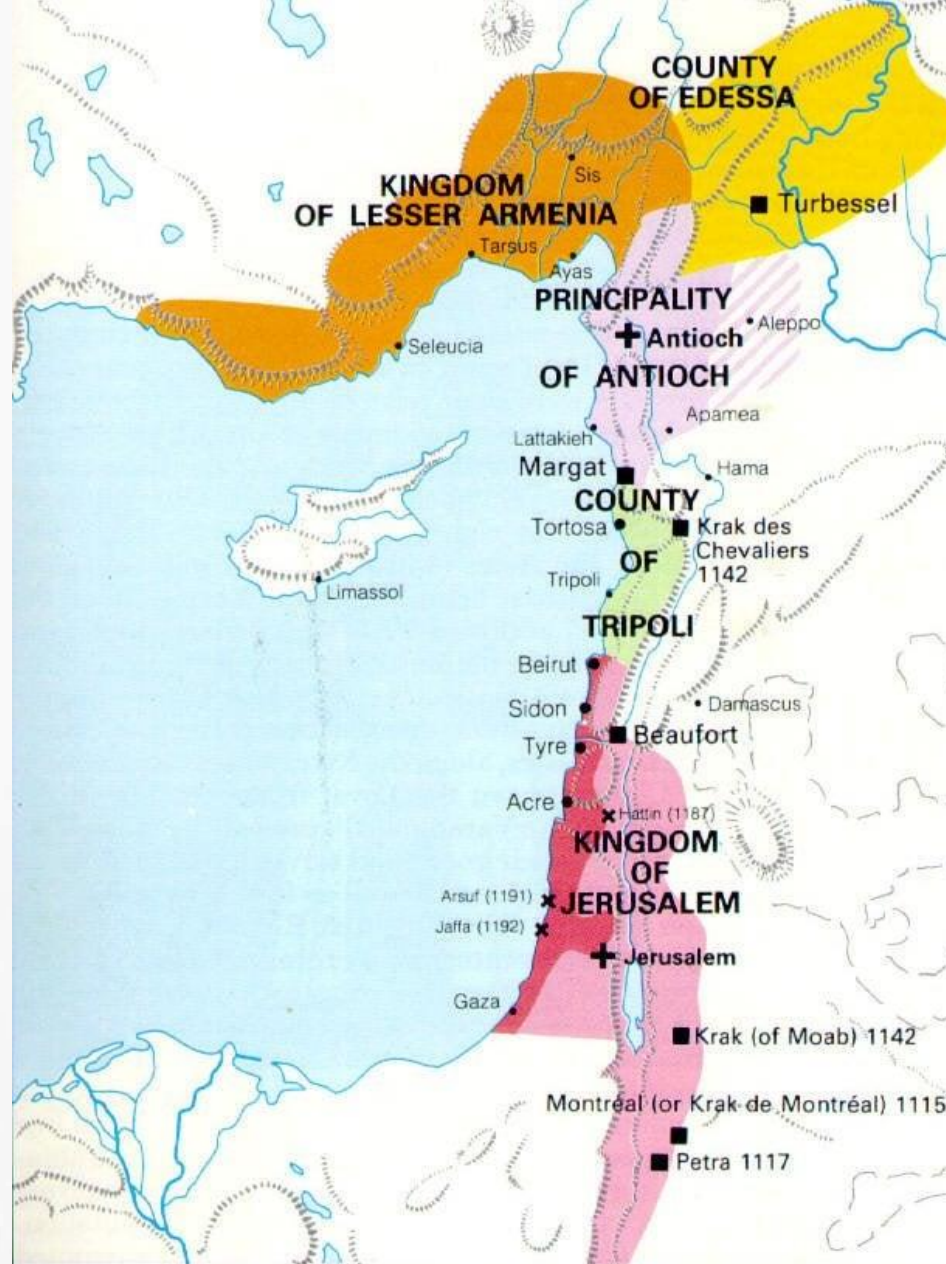 COUNTY
OF EDESSA
Sis
KINGDOM
OF LESSER ARMENIA
Turbessel
Tarsus
Ayas
PRINCIPALITY
Aleppo
Antioch
Seleucia
OF ANTIOCH
Apamea
Lattakieh
Margat
Hama
COUNTY
Tortosa
Krak des
Chevaliers
1142
OF
Tripoli
Limassol
TRIPOLI
Beirut
Sidon
Damascus
Tyre
Beaufort
Acre
Hattin (1187)
KINGDOM
OF
JERUSALEM
Arsuf (1191)
Jaffa (1192)
Jerusalem
Gaza
Krak (of Moab) 1142
Montréal (or Krak de Montréal) 1115
Petra 1117